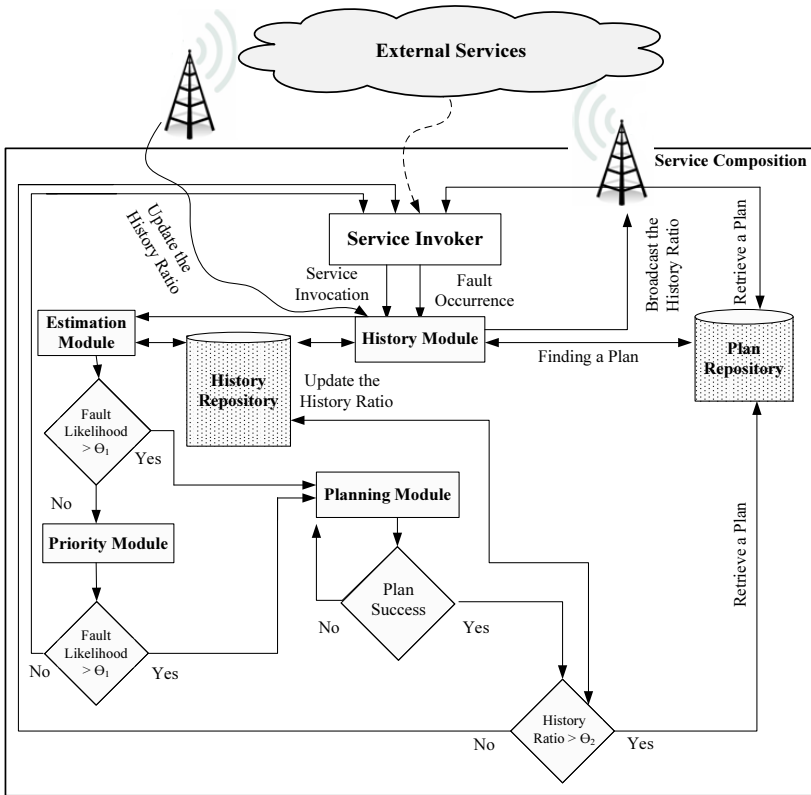 External Services
Service Composition
Update the
History Ratio
Service Invoker
Service
Invocation
Fault
Occurrence
Broadcast the
History Ratio
Retrieve a Plan
Estimation
Module
History Module
History
Repository
Update the
History Ratio
Finding a Plan
Plan
Repository
Fault
Likelihood
> Θ₁
Yes
No
Planning Module
Priority Module
Plan
Success
No
Yes
Retrieve a Plan
Fault
Likelihood
> Θ₁
No
Yes
History
Ratio > Θ₂
No
Yes